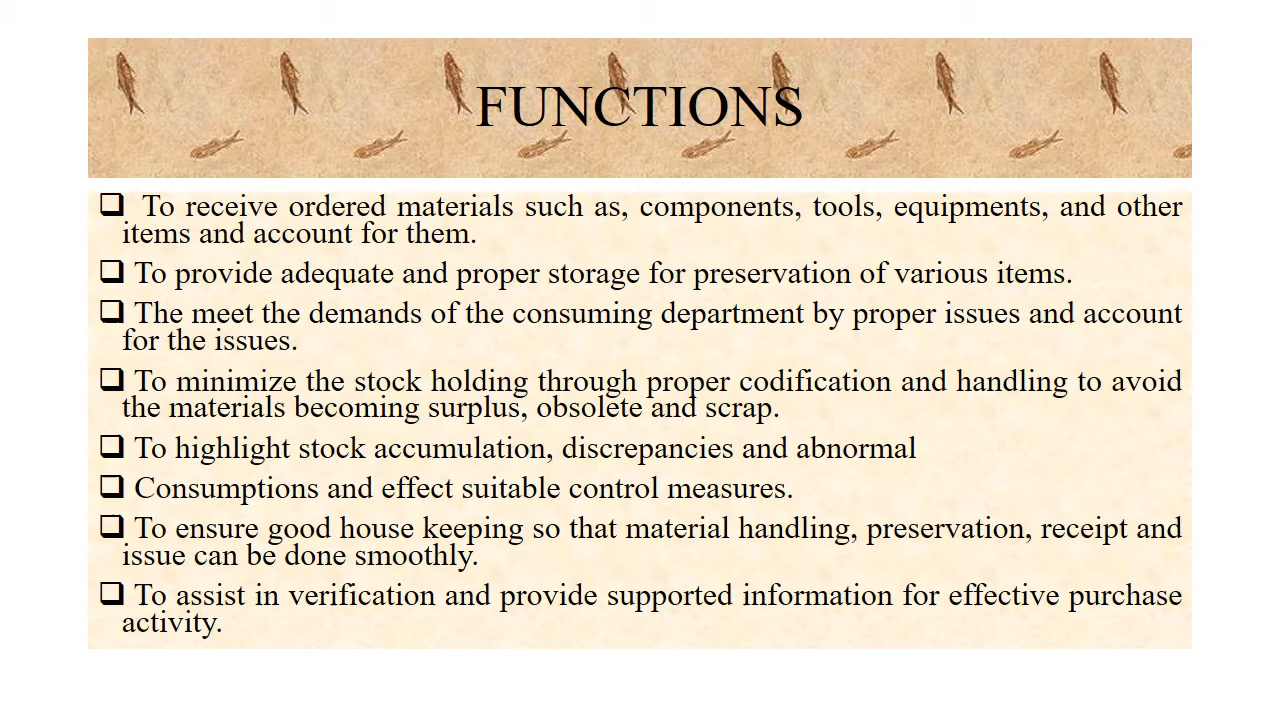 FUNCTIONS
❑ To receive ordered materials such as, components, tools, equipments, and other
items and account for them.
❑ To provide adequate and proper storage for preservation of various items.
❑ The meet the demands of the consuming department by proper issues and account
for the issues.
❑ To minimize the stock holding through proper codification and handling to avoid
the materials becoming surplus, obsolete and scrap.
❑ To highlight stock accumulation, discrepancies and abnormal
❑ Consumptions and effect suitable control measures.
❑ To ensure good house keeping so that material handling, preservation, receipt and
issue can be done smoothly.
❑ To assist in verification and provide supported information for effective purchase
activity.